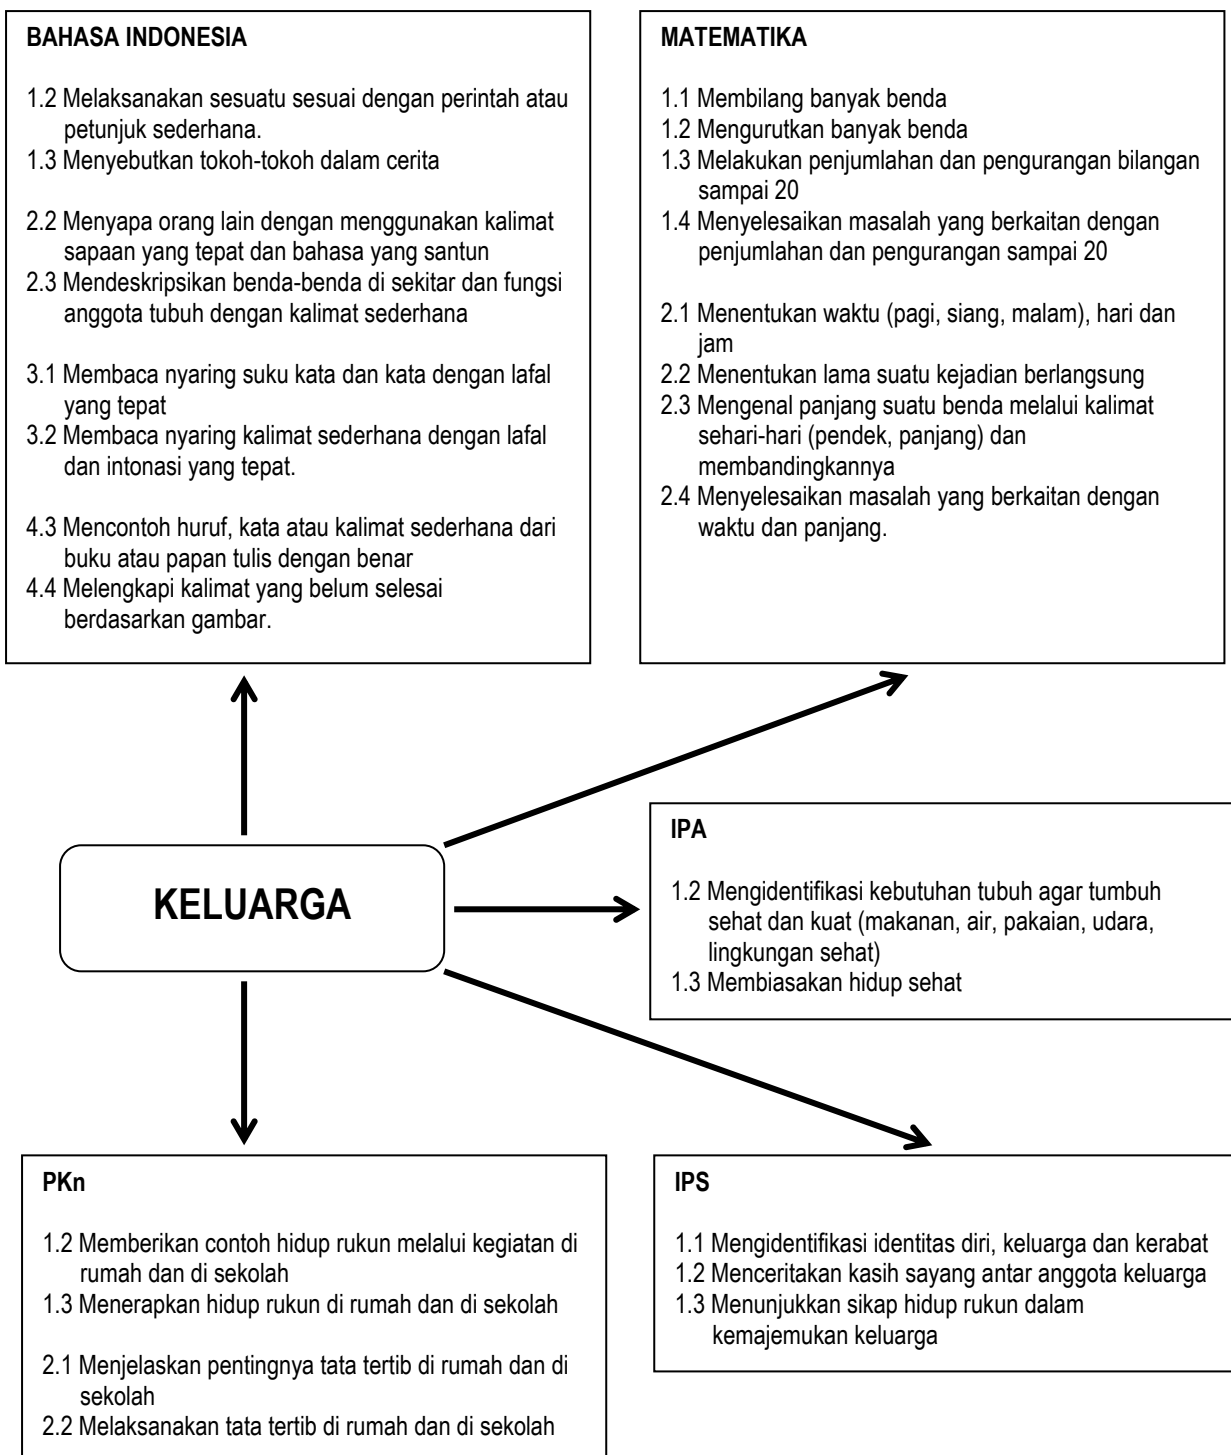 BAHASA INDONESIA
1.2 Melaksanakan sesuatu sesuai dengan perintah atau
petunjuk sederhana.
1.3 Menyebutkan tokoh-tokoh dalam cerita
2.2 Menyapa orang lain dengan menggunakan kalimat
sapaan yang tepat dan bahasa yang santun
2.3 Mendeskripsikan benda-benda di sekitar dan fungsi
anggota tubuh dengan kalimat sederhana
3.1 Membaca nyaring suku kata dan kata dengan lafal
yang tepat
3.2 Membaca nyaring kalimat sederhana dengan lafal
dan intonasi yang tepat.
4.3 Mencontoh huruf, kata atau kalimat sederhana dari
buku atau papan tulis dengan benar
4.4 Melengkapi kalimat yang belum selesai
berdasarkan gambar.
MATEMATIKA
1.1 Membilang banyak benda
1.2 Mengurutkan banyak benda
1.3 Melakukan penjumlahan dan pengurangan bilangan
sampai 20
1.4 Menyelesaikan masalah yang berkaitan dengan
penjumlahan dan pengurangan sampai 20
2.1 Menentukan waktu (pagi, siang, malam), hari dan
jam
2.2 Menentukan lama suatu kejadian berlangsung
2.3 Mengenal panjang suatu benda melalui kalimat
sehari-hari (pendek, panjang) dan
membandingkannya
2.4 Menyelesaikan masalah yang berkaitan dengan
waktu dan panjang.
KELUARGA
IPA
1.2 Mengidentifikasi kebutuhan tubuh agar tumbuh
sehat dan kuat (makanan, air, pakaian, udara,
lingkungan sehat)
1.3 Membiasakan hidup sehat
PKn
1.2 Memberikan contoh hidup rukun melalui kegiatan di
rumah dan di sekolah
1.3 Menerapkan hidup rukun di rumah dan di sekolah
2.1 Menjelaskan pentingnya tata tertib di rumah dan di
sekolah
2.2 Melaksanakan tata tertib di rumah dan di sekolah
IPS
1.1 Mengidentifikasi identitas diri, keluarga dan kerabat
1.2 Menceritakan kasih sayang antar anggota keluarga
1.3 Menunjukkan sikap hidup rukun dalam
kemajemukan keluarga